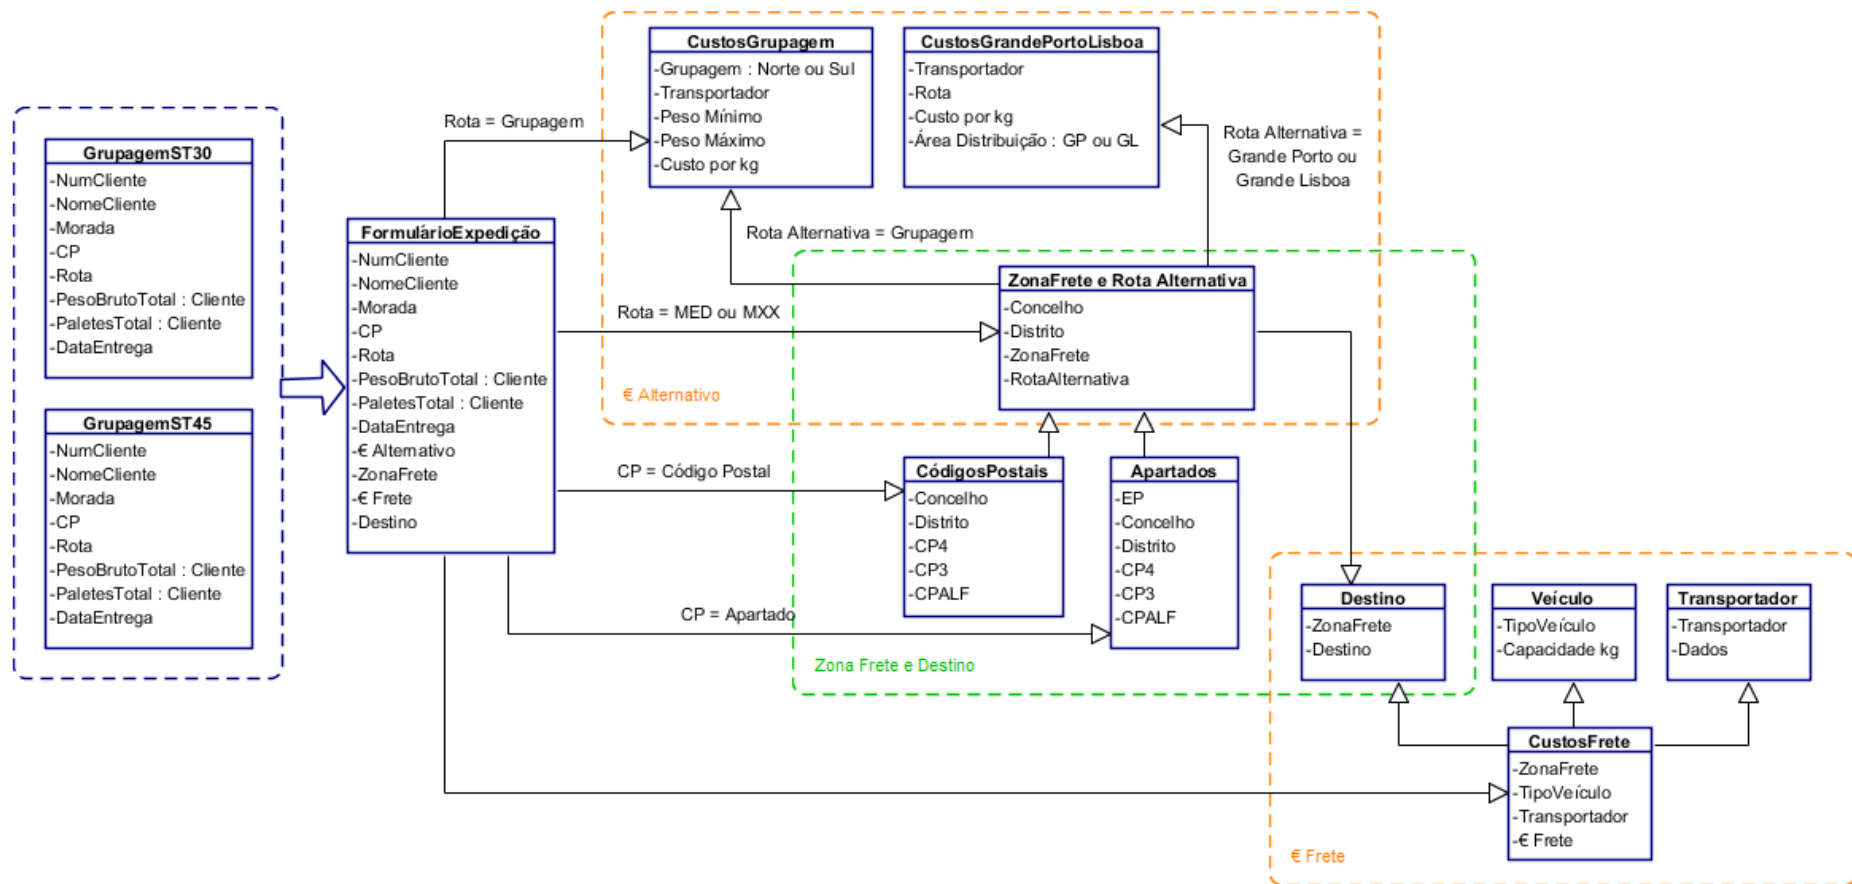 GrupagemST30
-NumCliente
-NomeCliente
-Morada
-CP
-Rota
-PesoBrutoTotal : Cliente
-PaletesTotal : Cliente
-DataEntrega
GrupagemST45
-NumCliente
-NomeCliente
-Morada
-CP
-Rota
-PesoBrutoTotal : Cliente
-PaletesTotal : Cliente
-DataEntrega
FormulárioExpedição
-NumCliente
-NomeCliente
-Morada
-CP
-Rota
-PesoBrutoTotal : Cliente
-PaletesTotal : Cliente
-DataEntrega
-€ Alternativo
-ZonaFrete
-€ Frete
-Destino
Rota = Grupagem
Rota = MED ou MXX
CP = Código Postal
CP = Apartado
CustosGrupagem
-Grupagem : Norte ou Sul
-Transportador
-Peso Mínimo
-Peso Máximo
-Custo por kg
CustosGrandePortoLisboa
-Transportador
-Rota
-Custo por kg
-Área Distribuição : GP ou GL
Rota Alternativa =
Grande Porto ou
Grande Lisboa
Rota Alternativa = Grupagem
€ Alternativo
ZonaFrete e Rota Alternativa
-Concelho
-Distrito
-ZonaFrete
-RotaAlternativa
CódigosPostais
-Concelho
-Distrito
-CP4
-CP3
-CPALF
Apartados
-EP
-Concelho
-Distrito
-CP4
-CP3
-CPALF
Zona Frete e Destino
Destino
-ZonaFrete
-Destino
Veículo
-TipoVeículo
-Capacidade kg
Transportador
-Transportador
-Dados
CustosFrete
-ZonaFrete
-TipoVeículo
-Transportador
-€ Frete
€ Frete